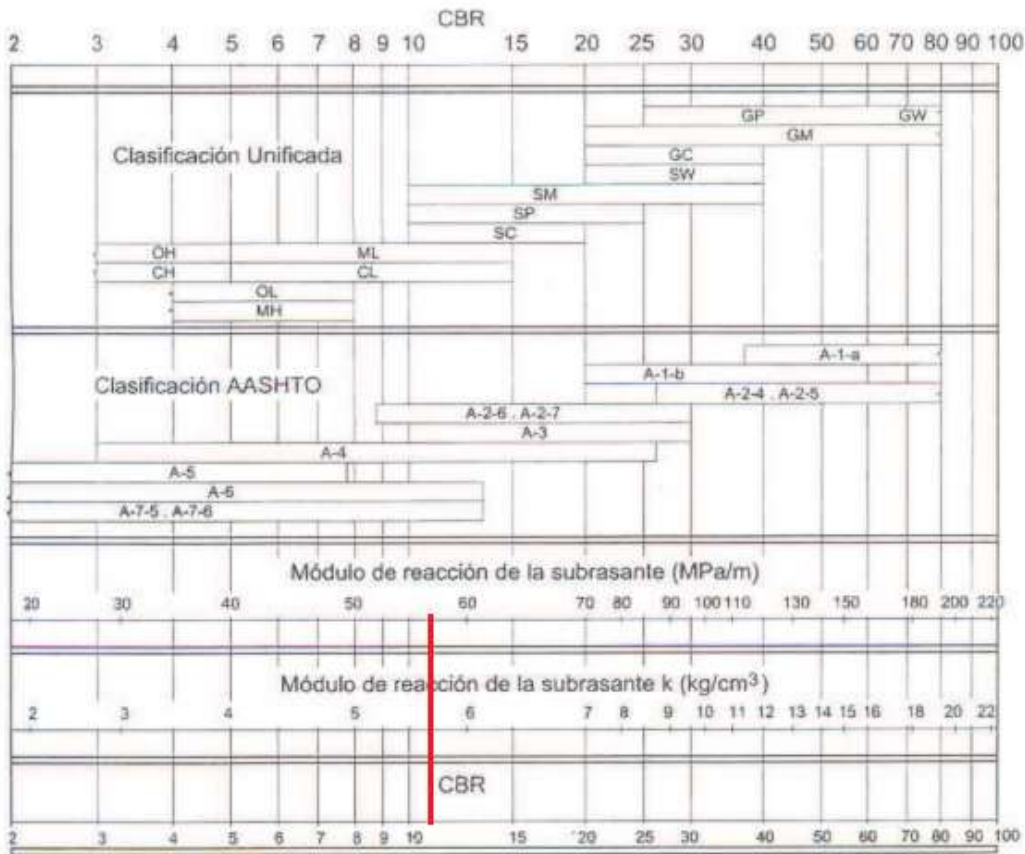 CBR
2 3 4 5 6 7 8 9 10 15 20 25 30 40 50 60 70 80 90 100
GP GW
GM
Clasificación Unificada
GC
SW
SM
SP
SC
OH ML
CH CL
OL
MH
A-1-a
Clasificación AASHTO
A-1-b
A-2-4 . A-2-5
A-2-6 . A-2-7
A-3
A-4
A-5
A-6
A-7-5 . A-7-6
Módulo de reacción de la subrasante (MPa/m)
20 30 40 50 60 70 80 90 100 110 130 150 180 200 220
Módulo de reacción de la subrasante k (kg/cm³)
2 3 4 5 6 7 8 9 10 11 12 13 14 15 16 18 20 22
CBR
2 3 4 5 6 7 8 9 10 15 20 25 30 40 50 60 70 80 90 100